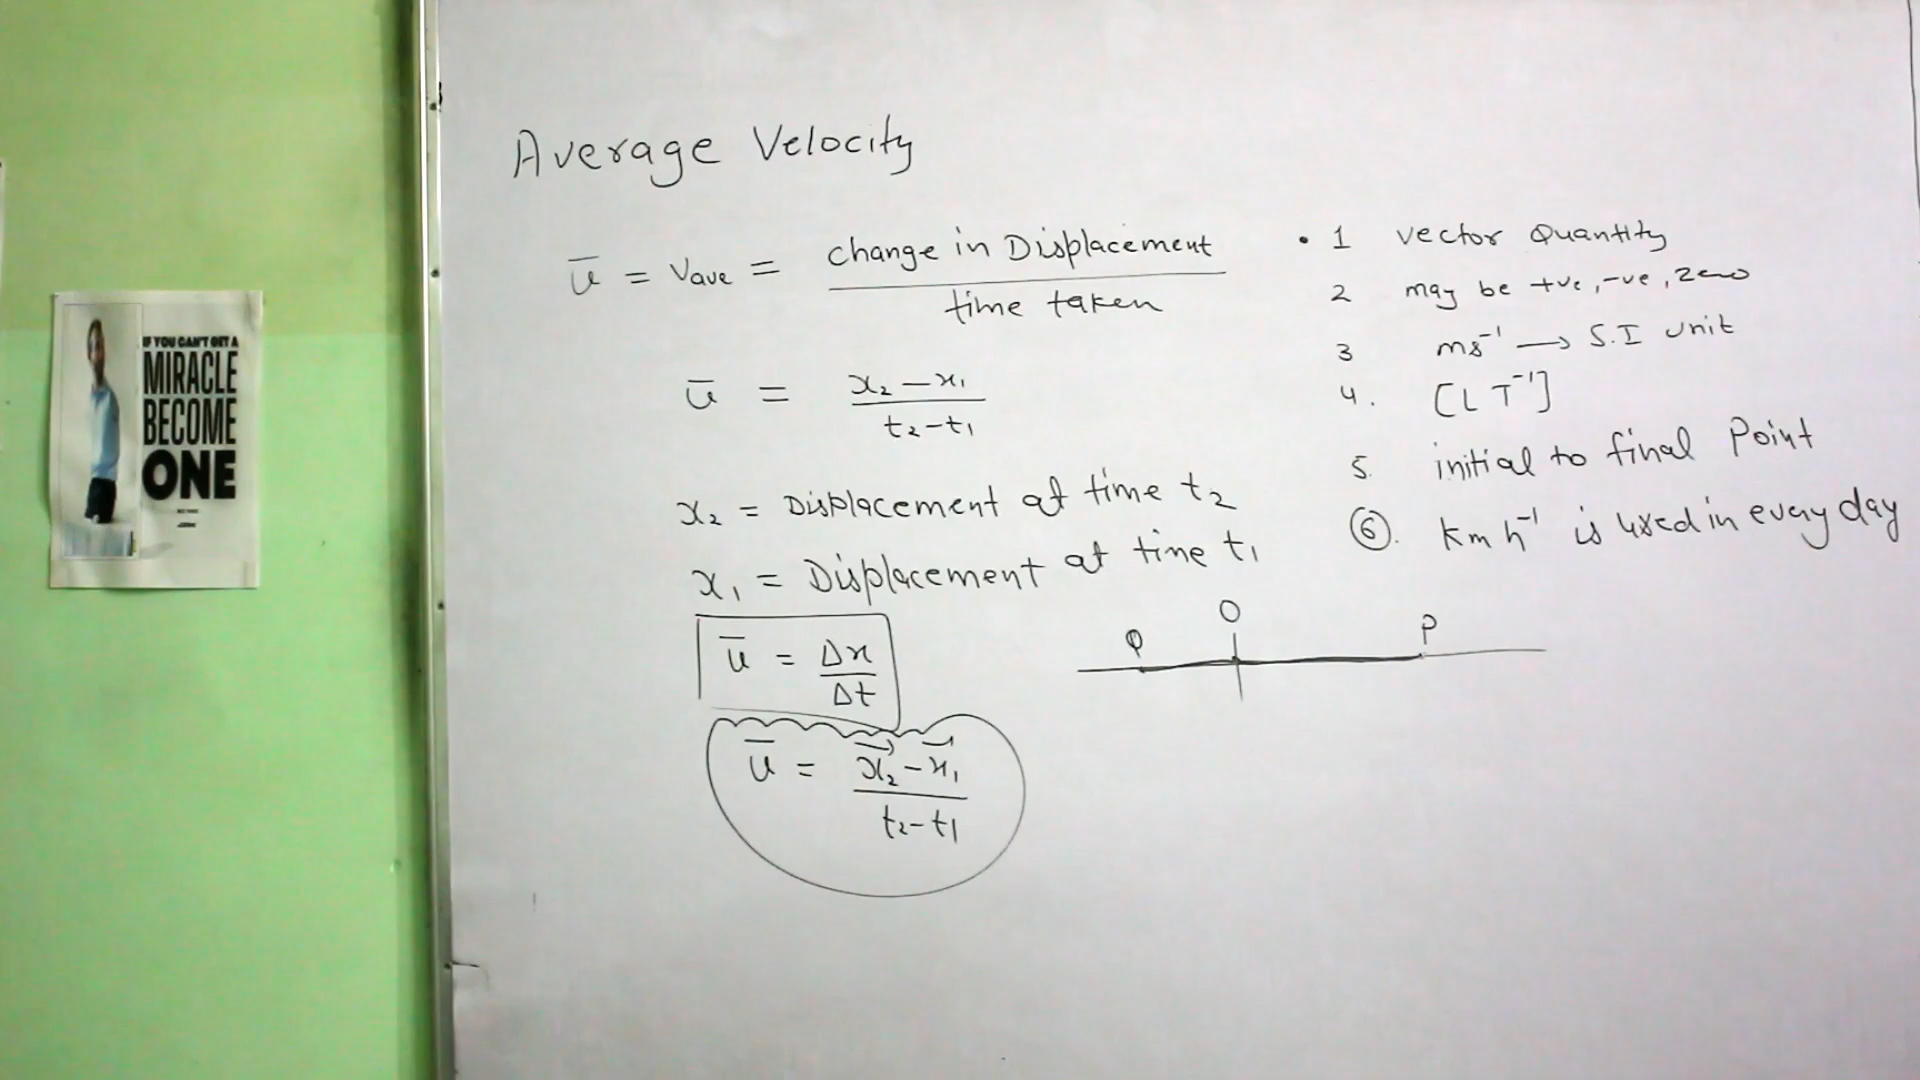 IF YOU CAN'T GET A
MIRACLE
BECOME
ONE
Average Velocity
ū = Vave = change in Displacement / time taken
ū = x₂ - x₁ / t₂ - t₁
x₂ = Displacement at time t₂
x₁ = Displacement at time t₁
ū = Δx / Δt
ū = x⃗₂ - x⃗₁ / t₂ - t₁
• 1 vector Quantity
2 may be +ve, -ve, zero
3 ms⁻¹ → S.I unit
4. [L T⁻¹]
5. initial to final Point
⑥. Km h⁻¹ is used in every day
Q O P